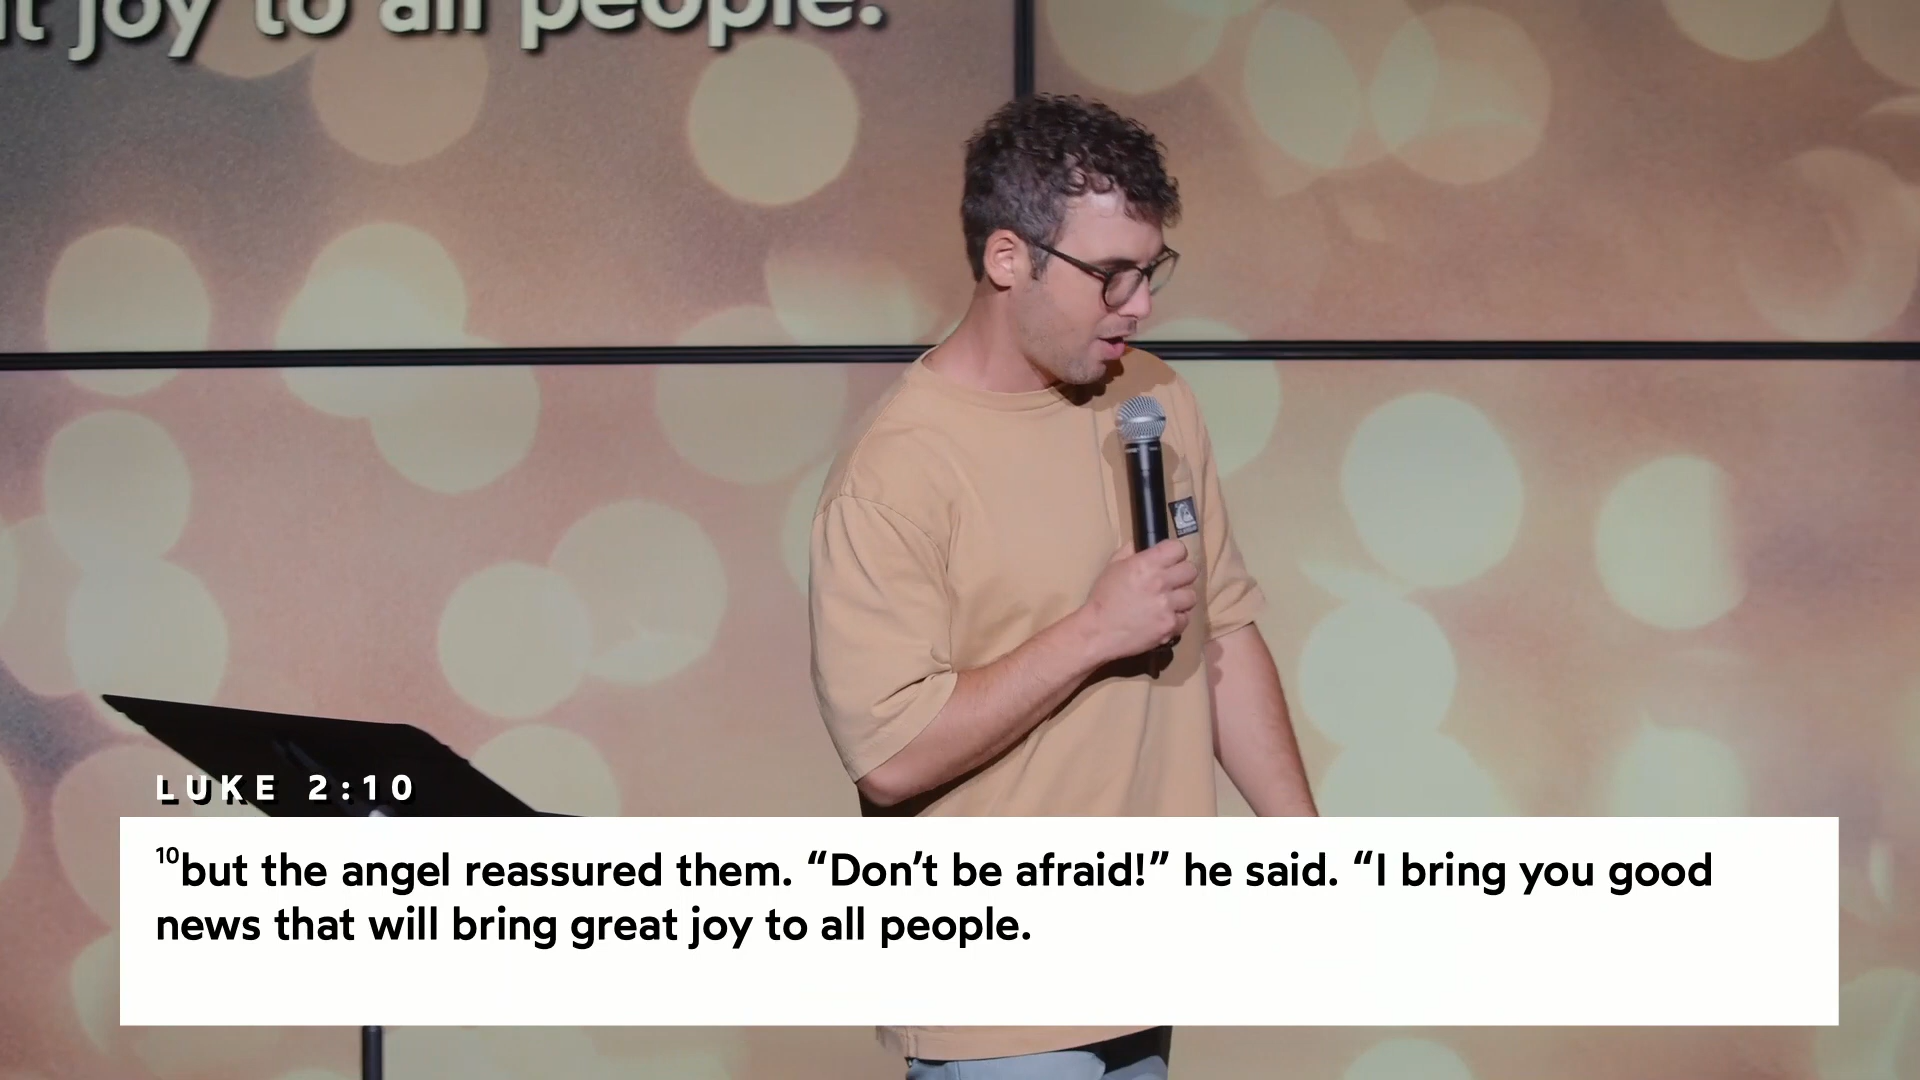 joy to all people.
LUKE 2:10
10but the angel reassured them. “Don’t be afraid!” he said. “I bring you good
news that will bring great joy to all people.